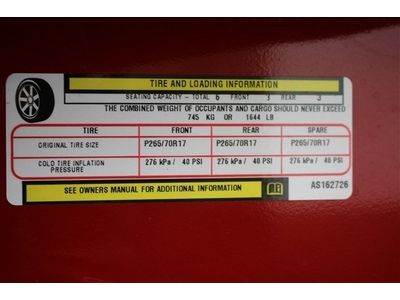 TIRE AND LOADING INFORMATION
SEATING CAPACITY - TOTAL 6 FRONT 3 REAR 3
THE COMBINED WEIGHT OF OCCUPANTS AND CARGO SHOULD NEVER EXCEED
745 KG OR 1644 LB
TIRE FRONT REAR SPARE
ORIGINAL TIRE SIZE P265/70R17 P265/70R17 P265/70R17
COLD TIRE INFLATION PRESSURE 276 kPa / 40 PSI 276 kPa / 40 PSI 276 kPa / 40 PSI
SEE OWNERS MANUAL FOR ADDITIONAL INFORMATION
AS162726